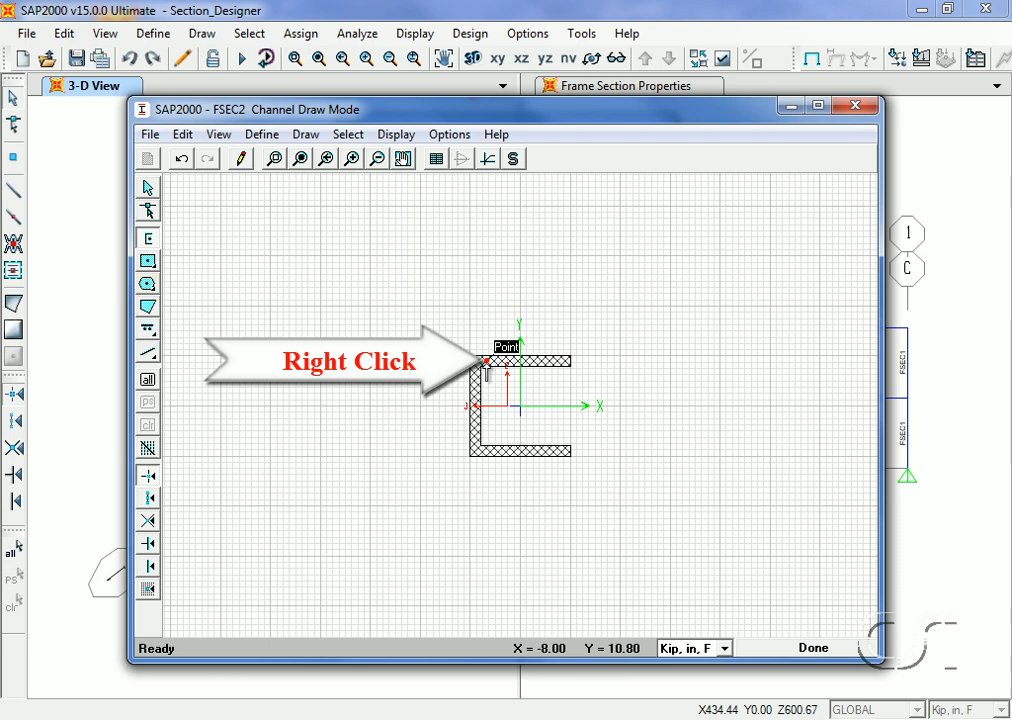 SAP2000 v15.0.0 Ultimate - Section_Designer
File Edit View Define Draw Select Assign Analyze Display Design Options Tools Help
3-D xy xz yz nv
3-D View
Frame Section Properties
SAP2000 - FSEC2 Channel Draw Mode
File Edit View Define Draw Select Display Options Help
S
1
C
Y
Point
Right Click
X
FSEC1
FSEC1
all
ps
clr
all
PS
clr
Ready X = -8.00 Y = 10.80 Kip, in, F Done
CSI
X434.44 Y0.00 Z600.67 GLOBAL Kip, in, F